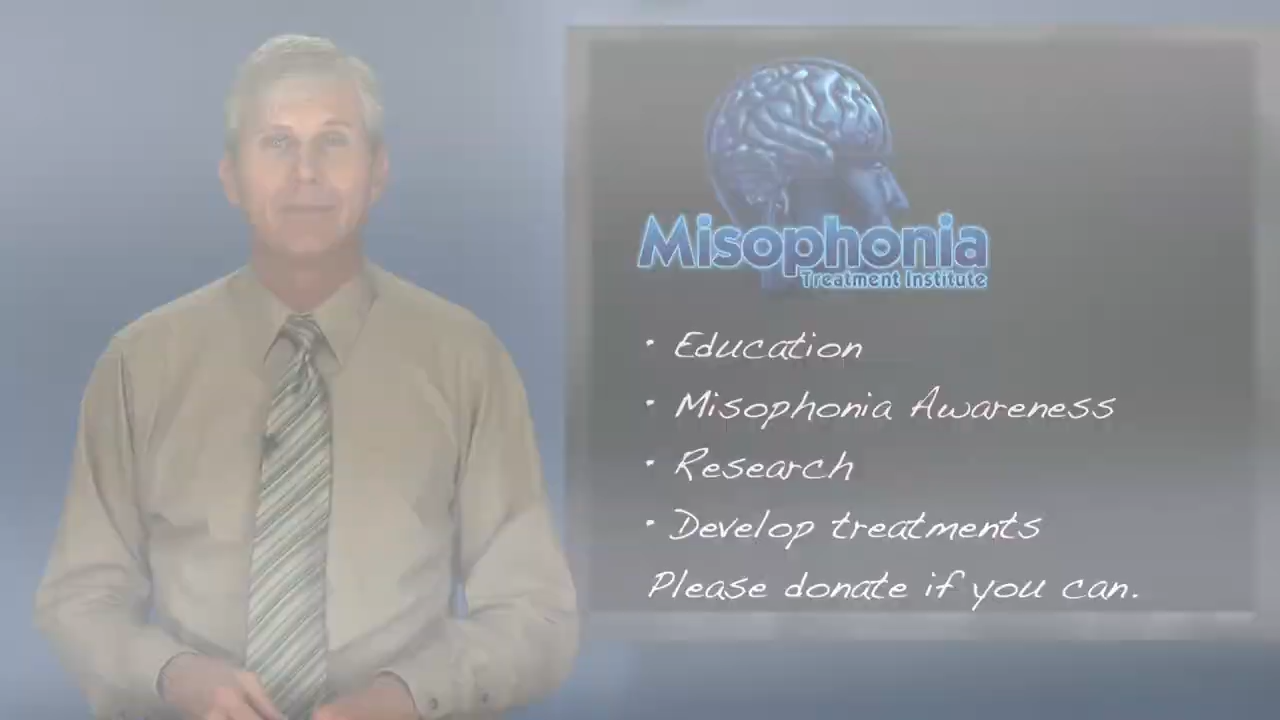 Misophonia
Treatment Institute
• Education
• Misophonia Awareness
• Research
• Develop treatments
Please donate if you can.